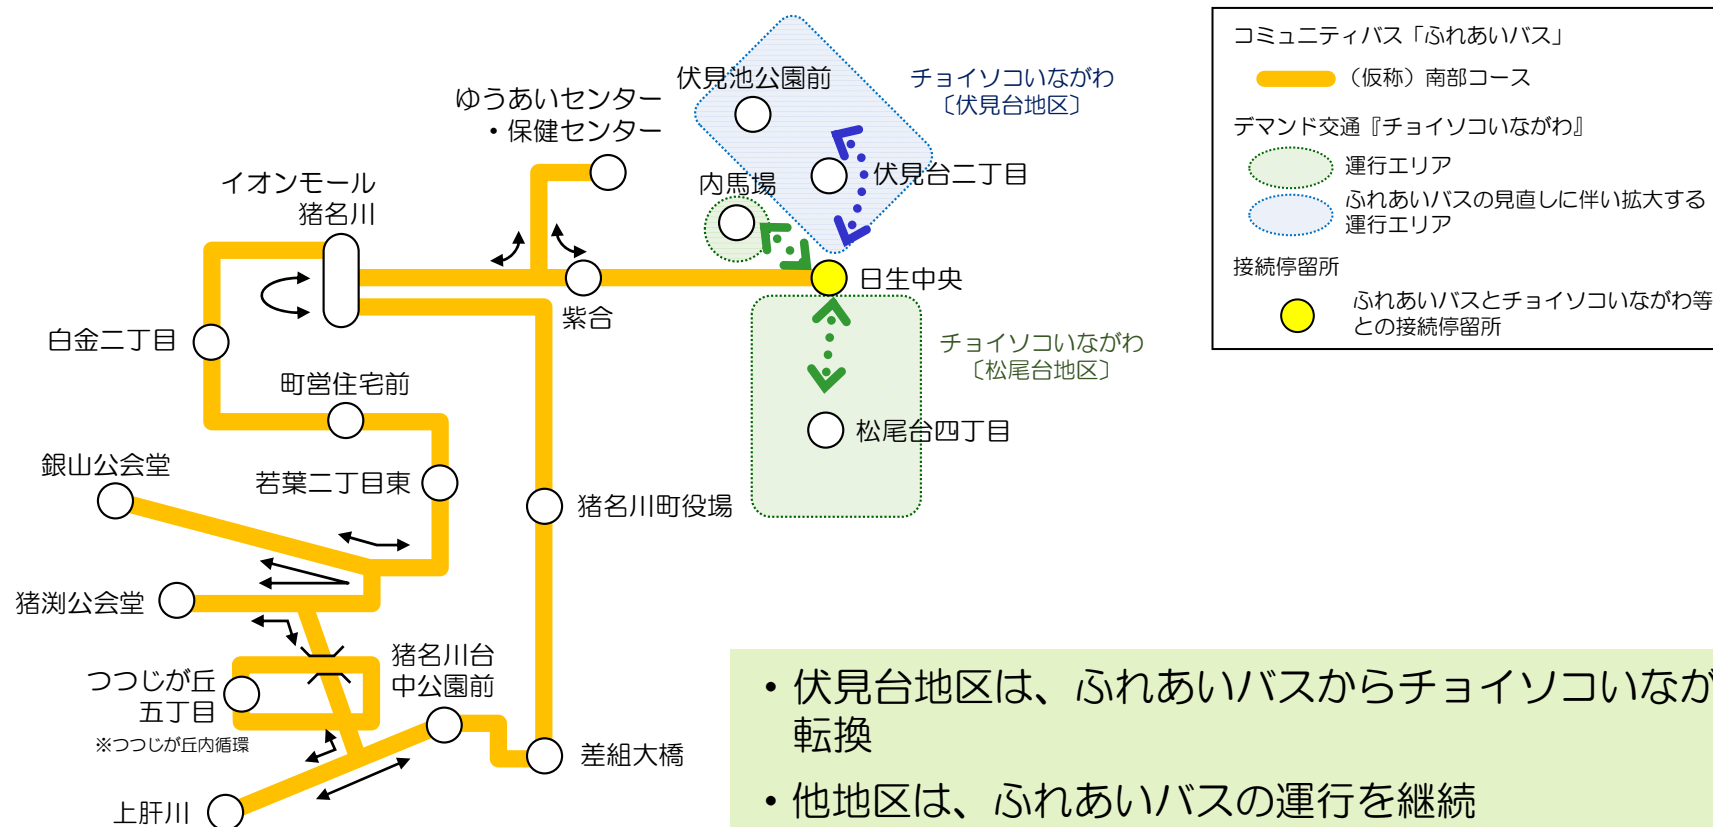 伏見池公園前
チョイソコいながわ
〔伏見台地区〕
ゆうあいセンター
・保健センター
伏見台二丁目
内馬場
イオンモール
猪名川
日生中央
紫合
白金二丁目
チョイソコいながわ
〔松尾台地区〕
町営住宅前
松尾台四丁目
銀山公会堂
若葉二丁目東
猪名川町役場
猪渕公会堂
猪名川台
中公園前
つつじが丘
五丁目
※つつじが丘内循環
差組大橋
上肝川
コミュニティバス「ふれあいバス」
（仮称）南部コース
デマンド交通『チョイソコいながわ』
運行エリア
ふれあいバスの見直しに伴い拡大する
運行エリア
接続停留所
ふれあいバスとチョイソコいながわ等
との接続停留所
・伏見台地区は、ふれあいバスからチョイソコいなが
転換
・他地区は、ふれあいバスの運行を継続